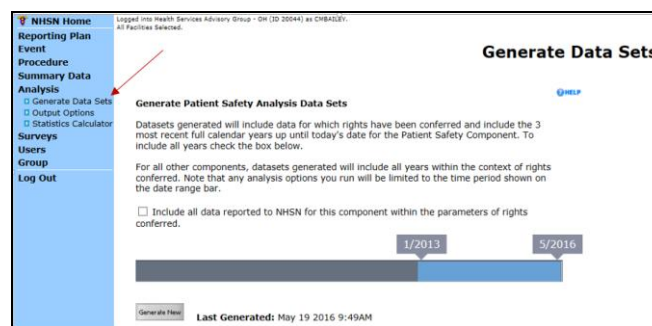 NHSN Home
Reporting Plan
Event
Procedure
Summary Data
Analysis
Generate Data Sets
Output Options
Statistics Calculator
Surveys
Users
Group
Log Out
Logged into Health Services Advisory Group - OH (ID 20044) as CMBAILEY.
All Facilities Selected.
Generate Data Sets
HELP
Generate Patient Safety Analysis Data Sets
Datasets generated will include data for which rights have been conferred and include the 3
most recent full calendar years up until today's date for the Patient Safety Component. To
include all years check the box below.
For all other components, datasets generated will include all years within the context of rights
conferred. Note that any analysis options you run will be limited to the time period shown on
the date range bar.
Include all data reported to NHSN for this component within the parameters of rights
conferred.
1/2013 5/2016
Generate New Last Generated: May 19 2016 9:49AM